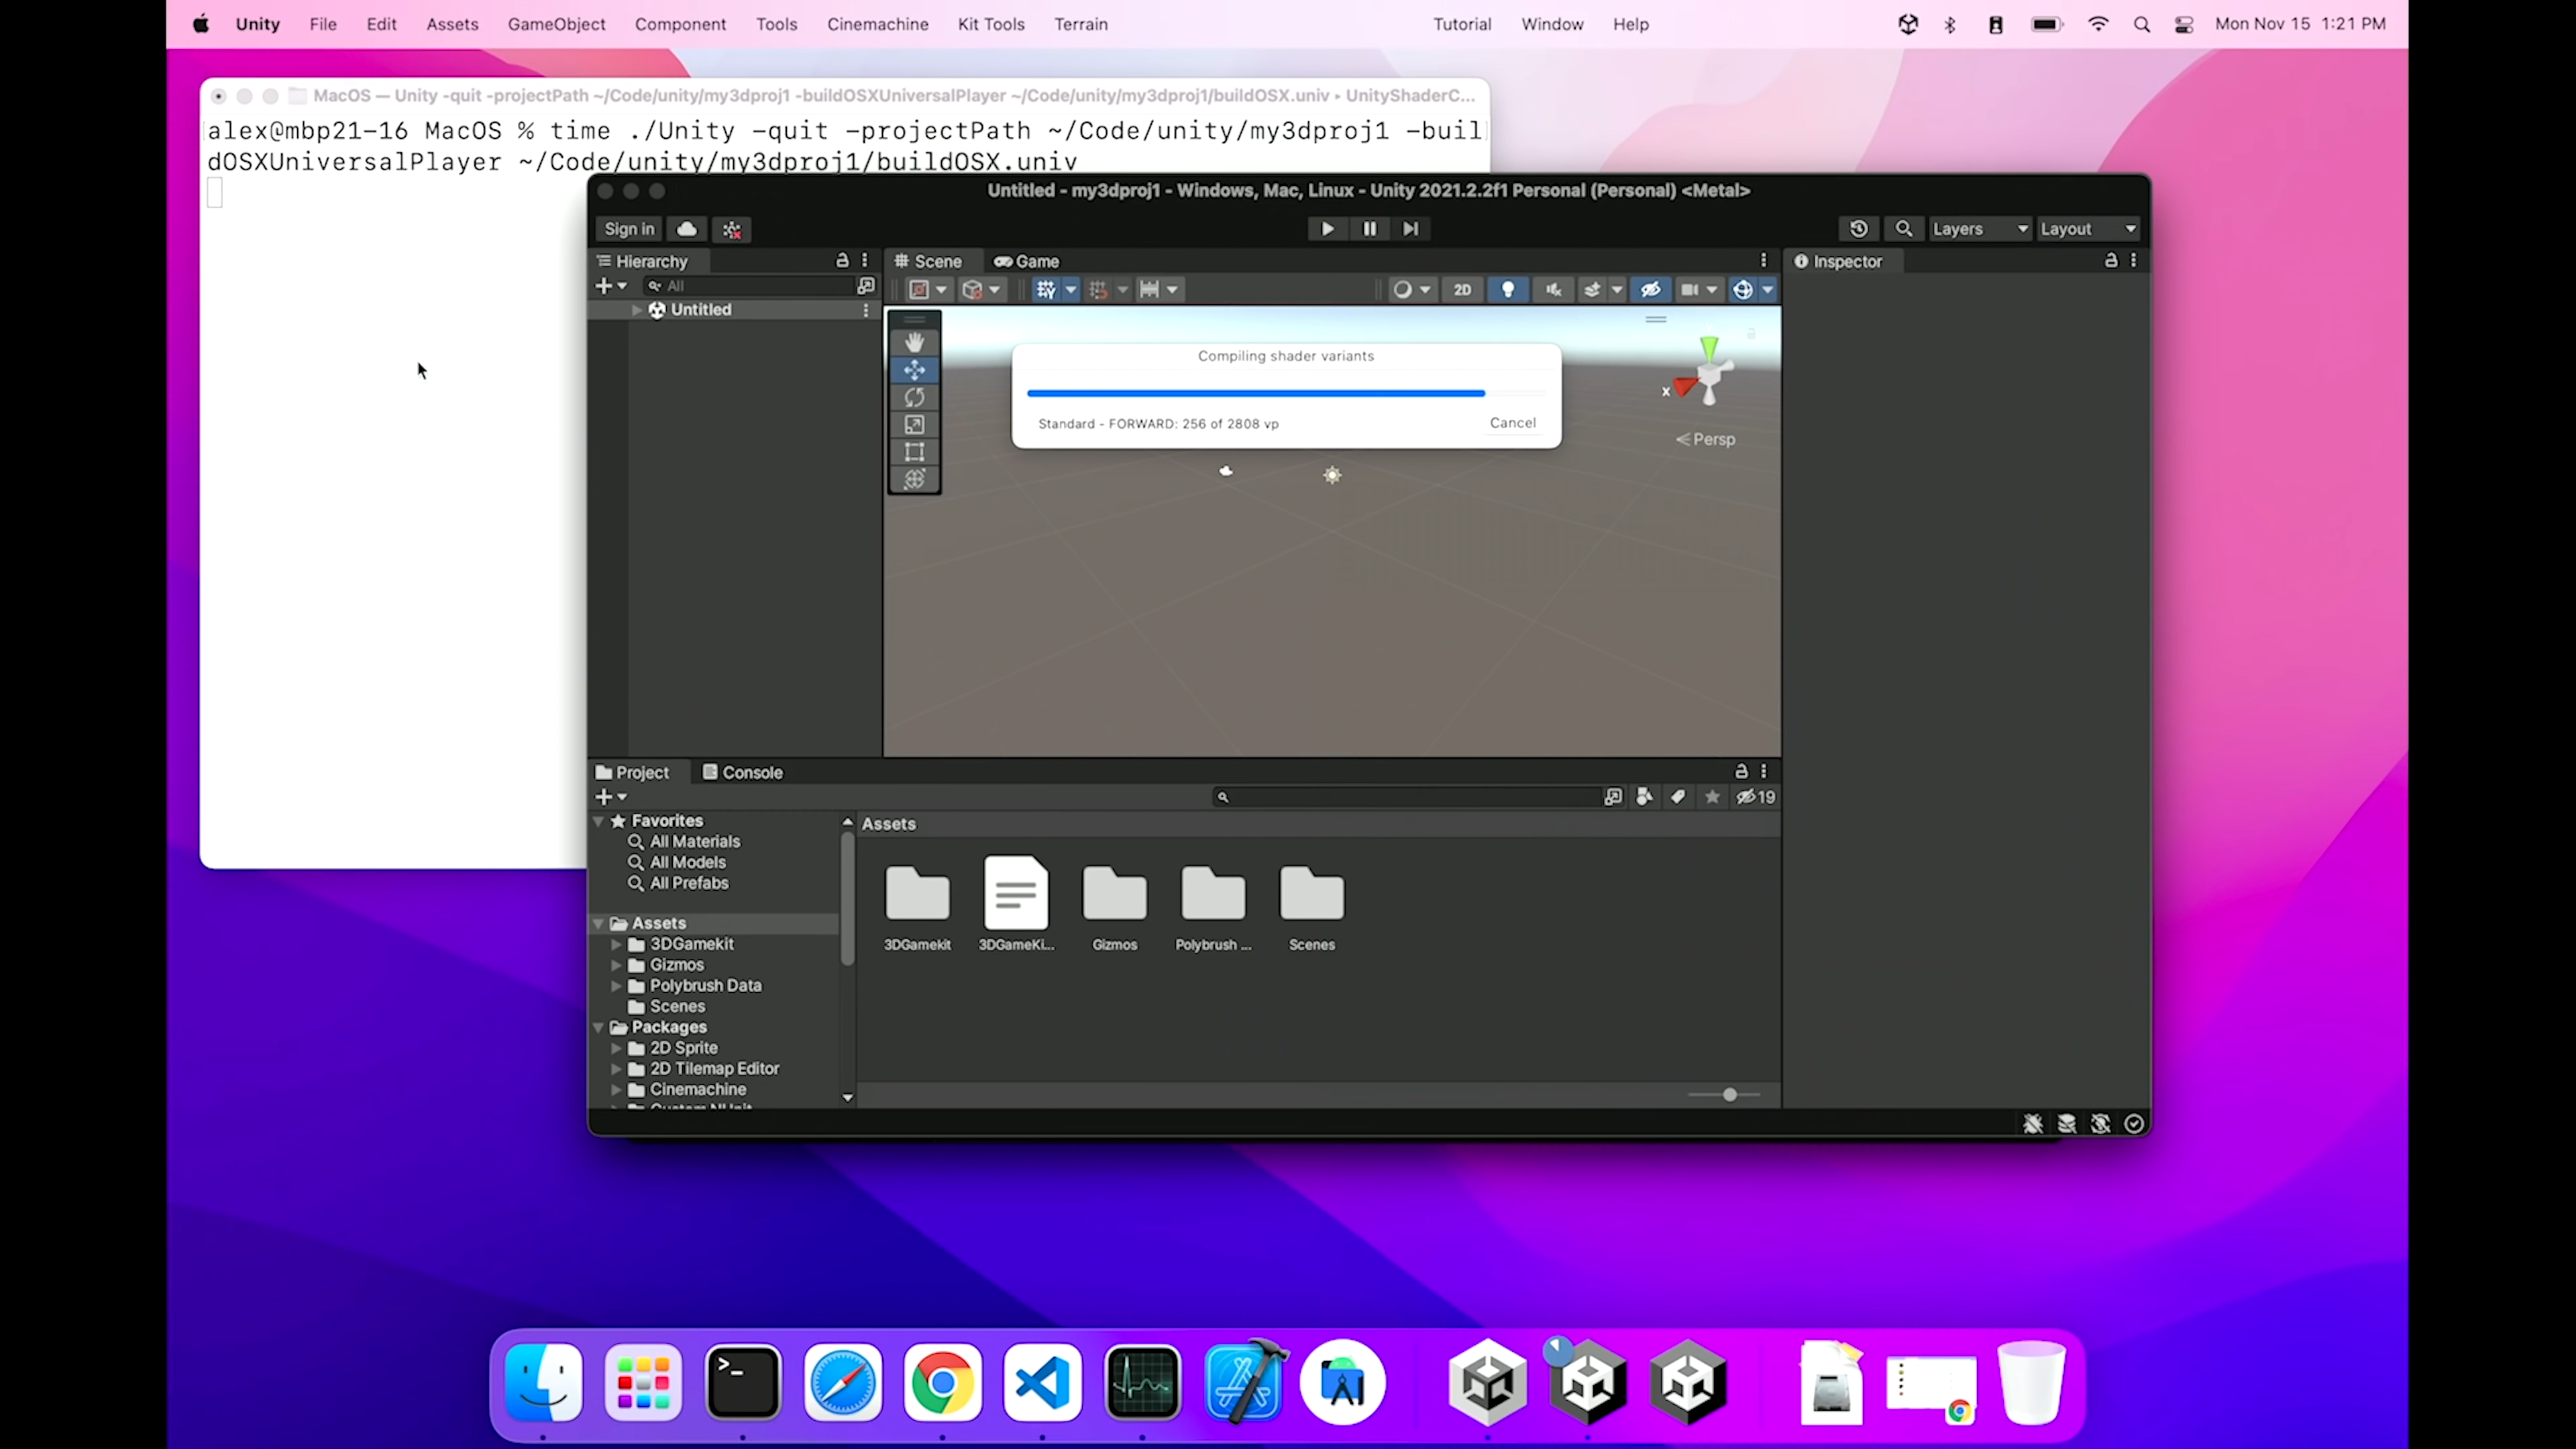 Unity File Edit Assets GameObject Component Tools Cinemachine Kit Tools Terrain Tutorial Window Help Mon Nov 15 1:21 PM
MacOS — Unity -quit -projectPath ~/Code/unity/my3dproj1 -buildOSXUniversalPlayer ~/Code/unity/my3dproj1/buildOSX.univ ▸ UnityShaderC...
alex@mbp21-16 MacOS % time ./Unity -quit -projectPath ~/Code/unity/my3dproj1 -buil
dOSXUniversalPlayer ~/Code/unity/my3dproj1/buildOSX.univ
Untitled - my3dproj1 - Windows, Mac, Linux - Unity 2021.2.2f1 Personal (Personal) <Metal>
Sign in Layers Layout
Hierarchy Scene Game Inspector
All 2D
Untitled
Compiling shader variants
Standard - FORWARD: 256 of 2808 vp Cancel
x
Persp
Project Console
19
Favorites
All Materials
All Models
All Prefabs
Assets
3DGamekit
Gizmos
Polybrush Data
Scenes
Packages
2D Sprite
2D Tilemap Editor
Cinemachine
Assets
3DGamekit 3DGameKi... Gizmos Polybrush ... Scenes